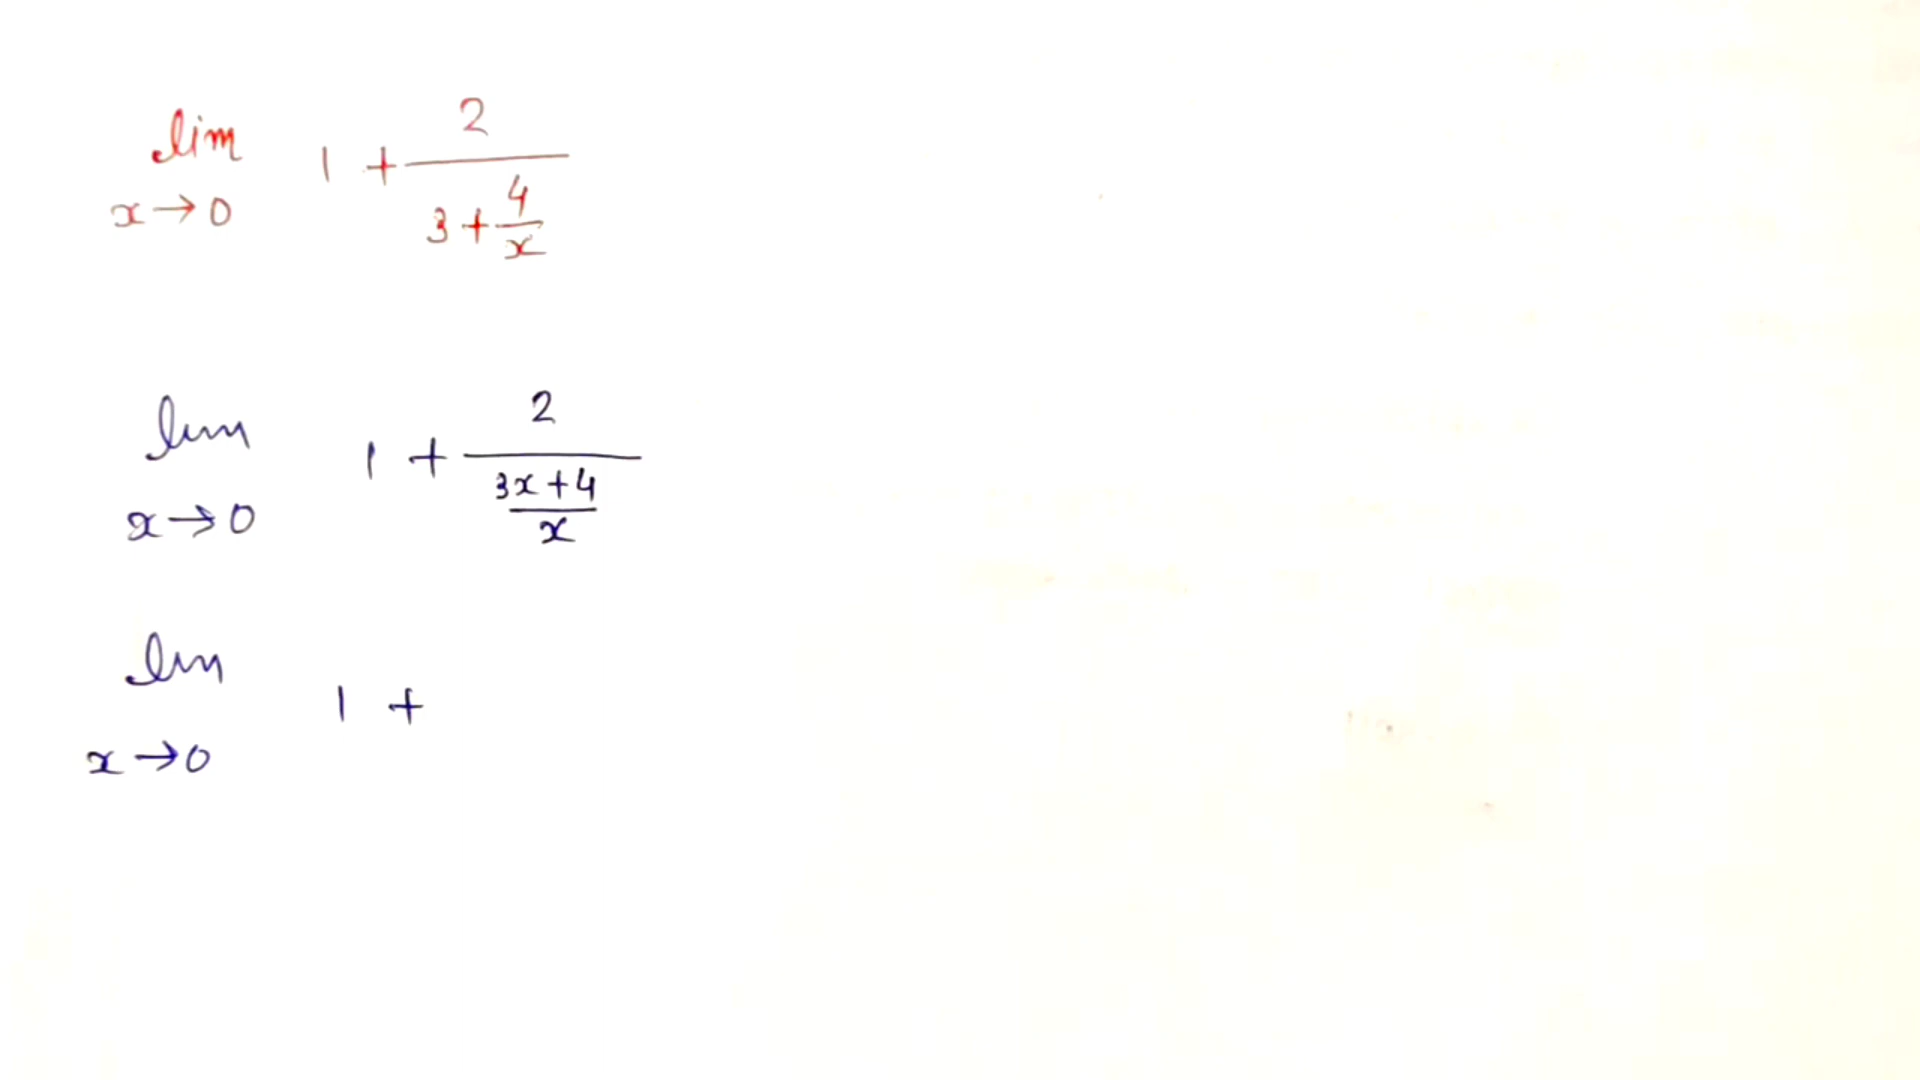 lim x→0 1 + 2/(3 + 4/x)
lim x→0 1 + 2/((3x+4)/x)
lim x→0 1 +